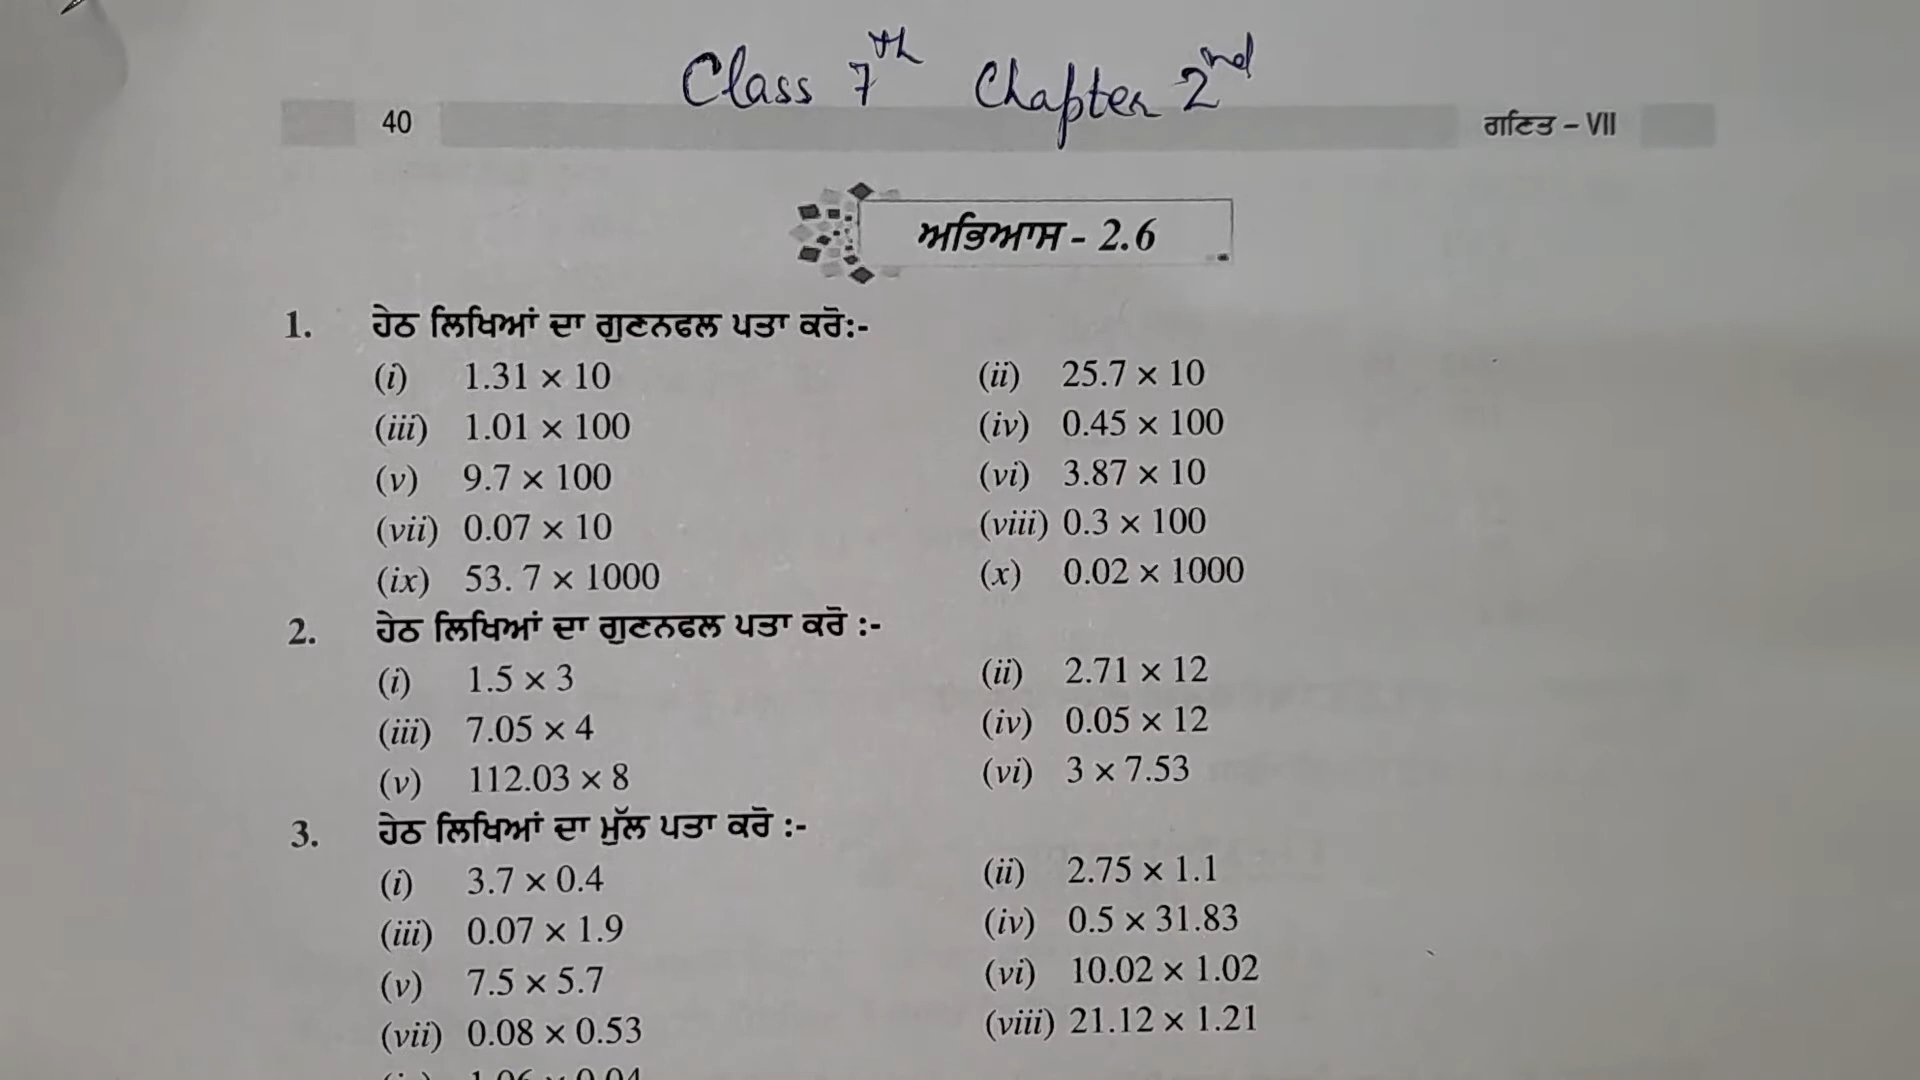 Class 7th Chapter 2nd
40 ਗਣਿਤ – VII
ਅਭਿਆਸ - 2.6
1. ਹੇਠ ਲਿਖਿਆਂ ਦਾ ਗੁਣਨਫਲ ਪਤਾ ਕਰੋ:-
(i) 1.31 × 10 (ii) 25.7 × 10
(iii) 1.01 × 100 (iv) 0.45 × 100
(v) 9.7 × 100 (vi) 3.87 × 10
(vii) 0.07 × 10 (viii) 0.3 × 100
(ix) 53. 7 × 1000 (x) 0.02 × 1000
2. ਹੇਠ ਲਿਖਿਆਂ ਦਾ ਗੁਣਨਫਲ ਪਤਾ ਕਰੋ :-
(i) 1.5 × 3 (ii) 2.71 × 12
(iii) 7.05 × 4 (iv) 0.05 × 12
(v) 112.03 × 8 (vi) 3 × 7.53
3. ਹੇਠ ਲਿਖਿਆਂ ਦਾ ਮੁੱਲ ਪਤਾ ਕਰੋ :-
(i) 3.7 × 0.4 (ii) 2.75 × 1.1
(iii) 0.07 × 1.9 (iv) 0.5 × 31.83
(v) 7.5 × 5.7 (vi) 10.02 × 1.02
(vii) 0.08 × 0.53 (viii) 21.12 × 1.21